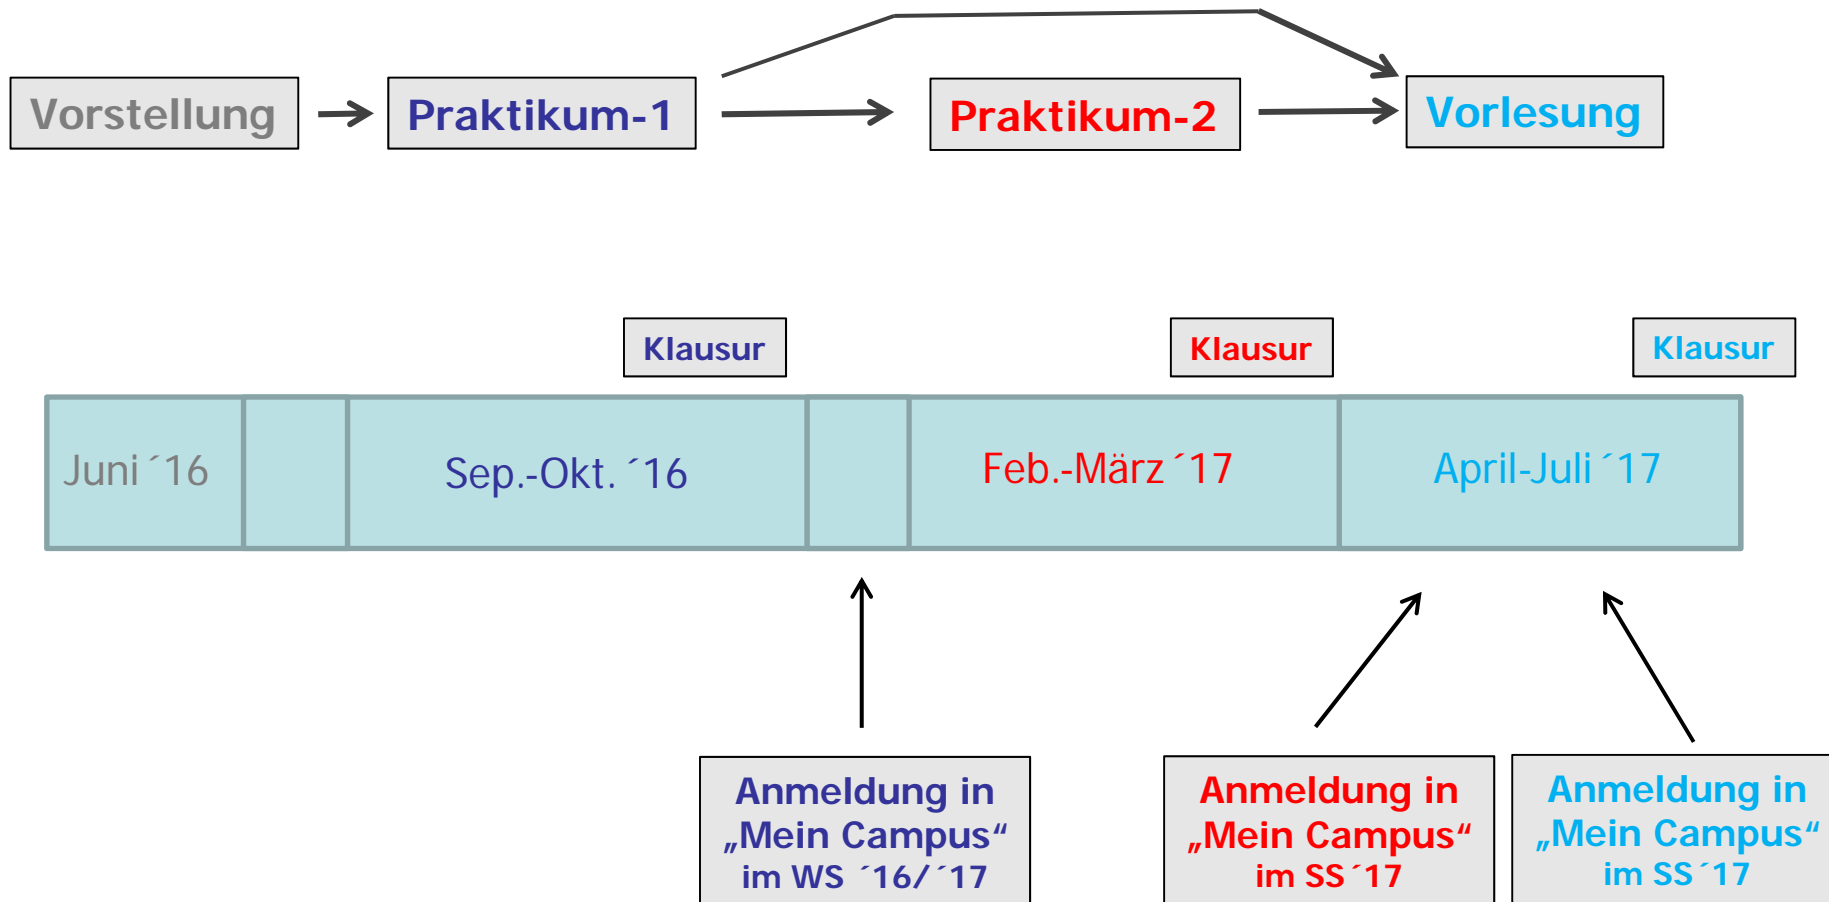 Vorstellung
Praktikum-1
Praktikum-2
Vorlesung
Klausur
Klausur
Klausur
Juni ´16
Sep.-Okt. ´16
Feb.-März ´17
April-Juli ´17
Anmeldung in
„Mein Campus“
im WS ´16/´17
Anmeldung in
„Mein Campus“
im SS ´17
Anmeldung in
„Mein Campus“
im SS ´17